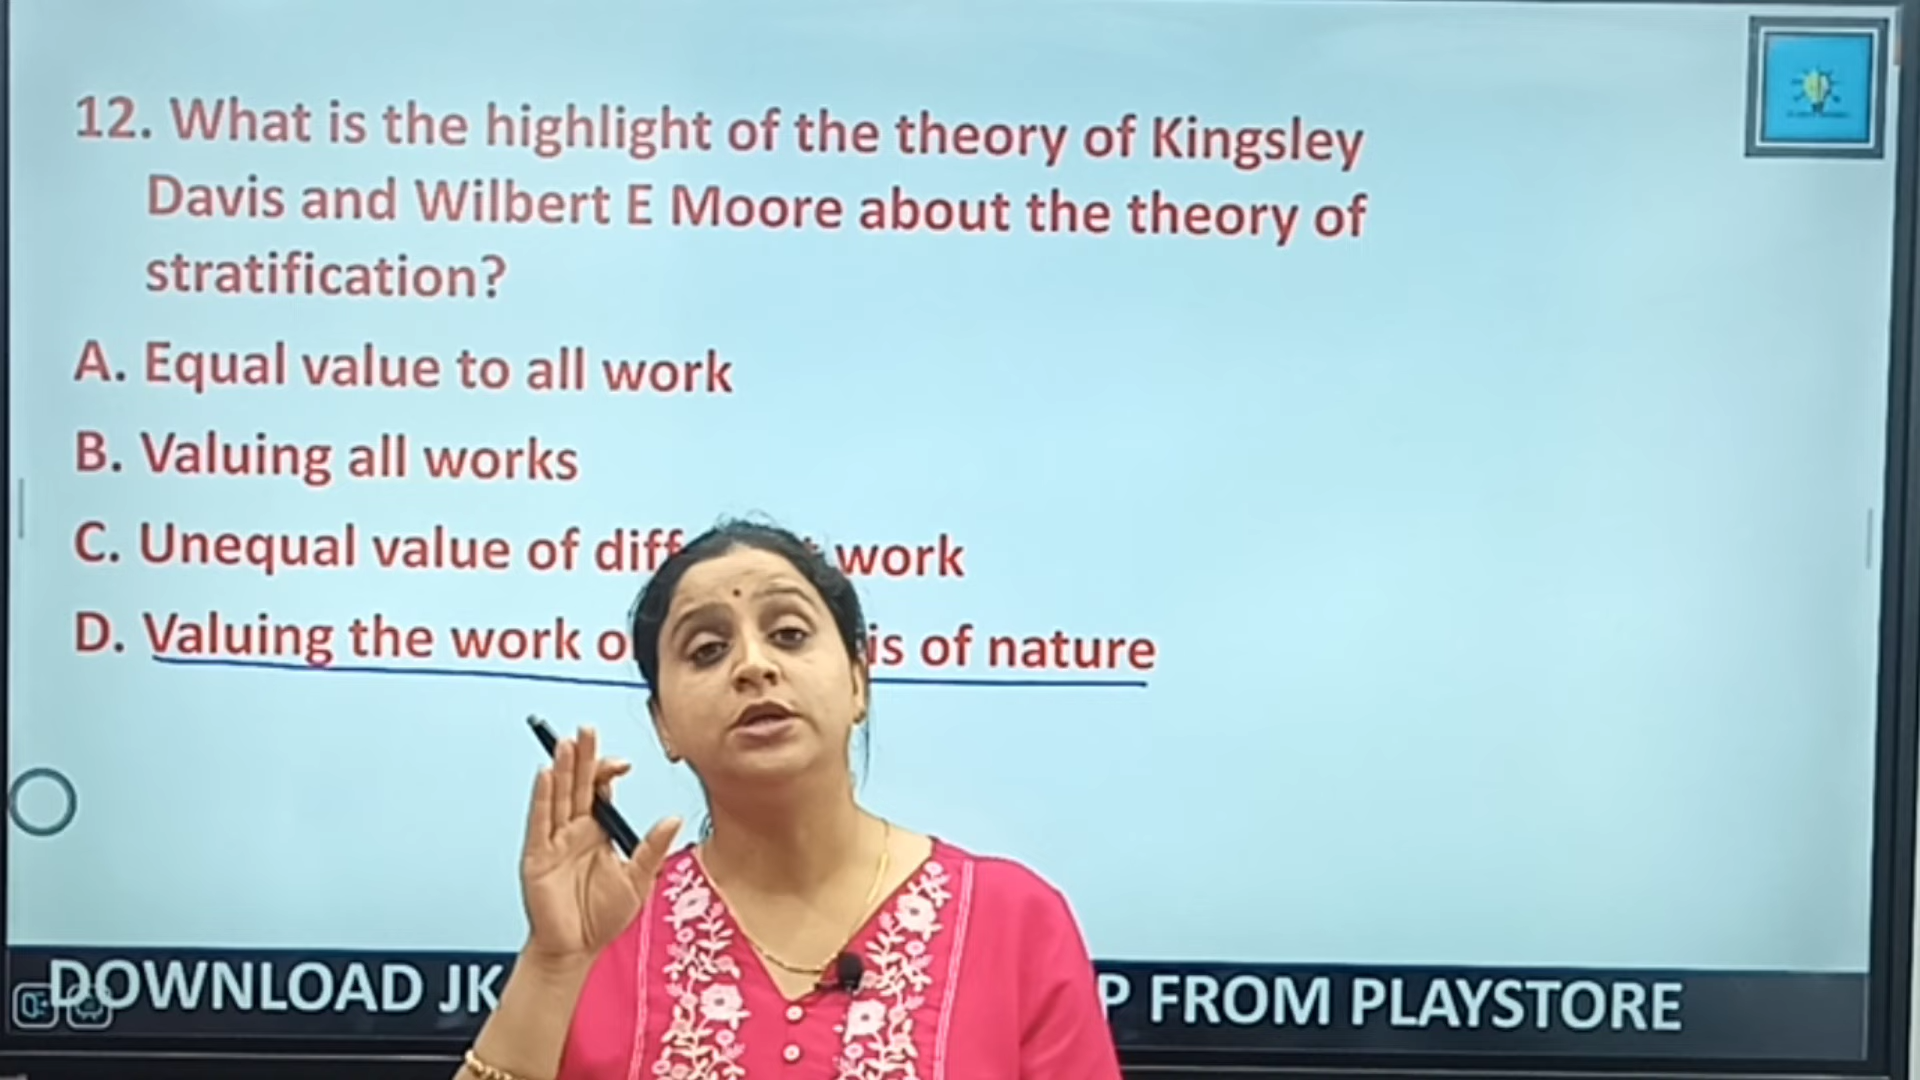 12. What is the highlight of the theory of Kingsley
Davis and Wilbert E Moore about the theory of
stratification?
A. Equal value to all work
B. Valuing all works
C. Unequal value of work
D. Valuing the work of nature
DOWNLOAD JK FROM PLAYSTORE